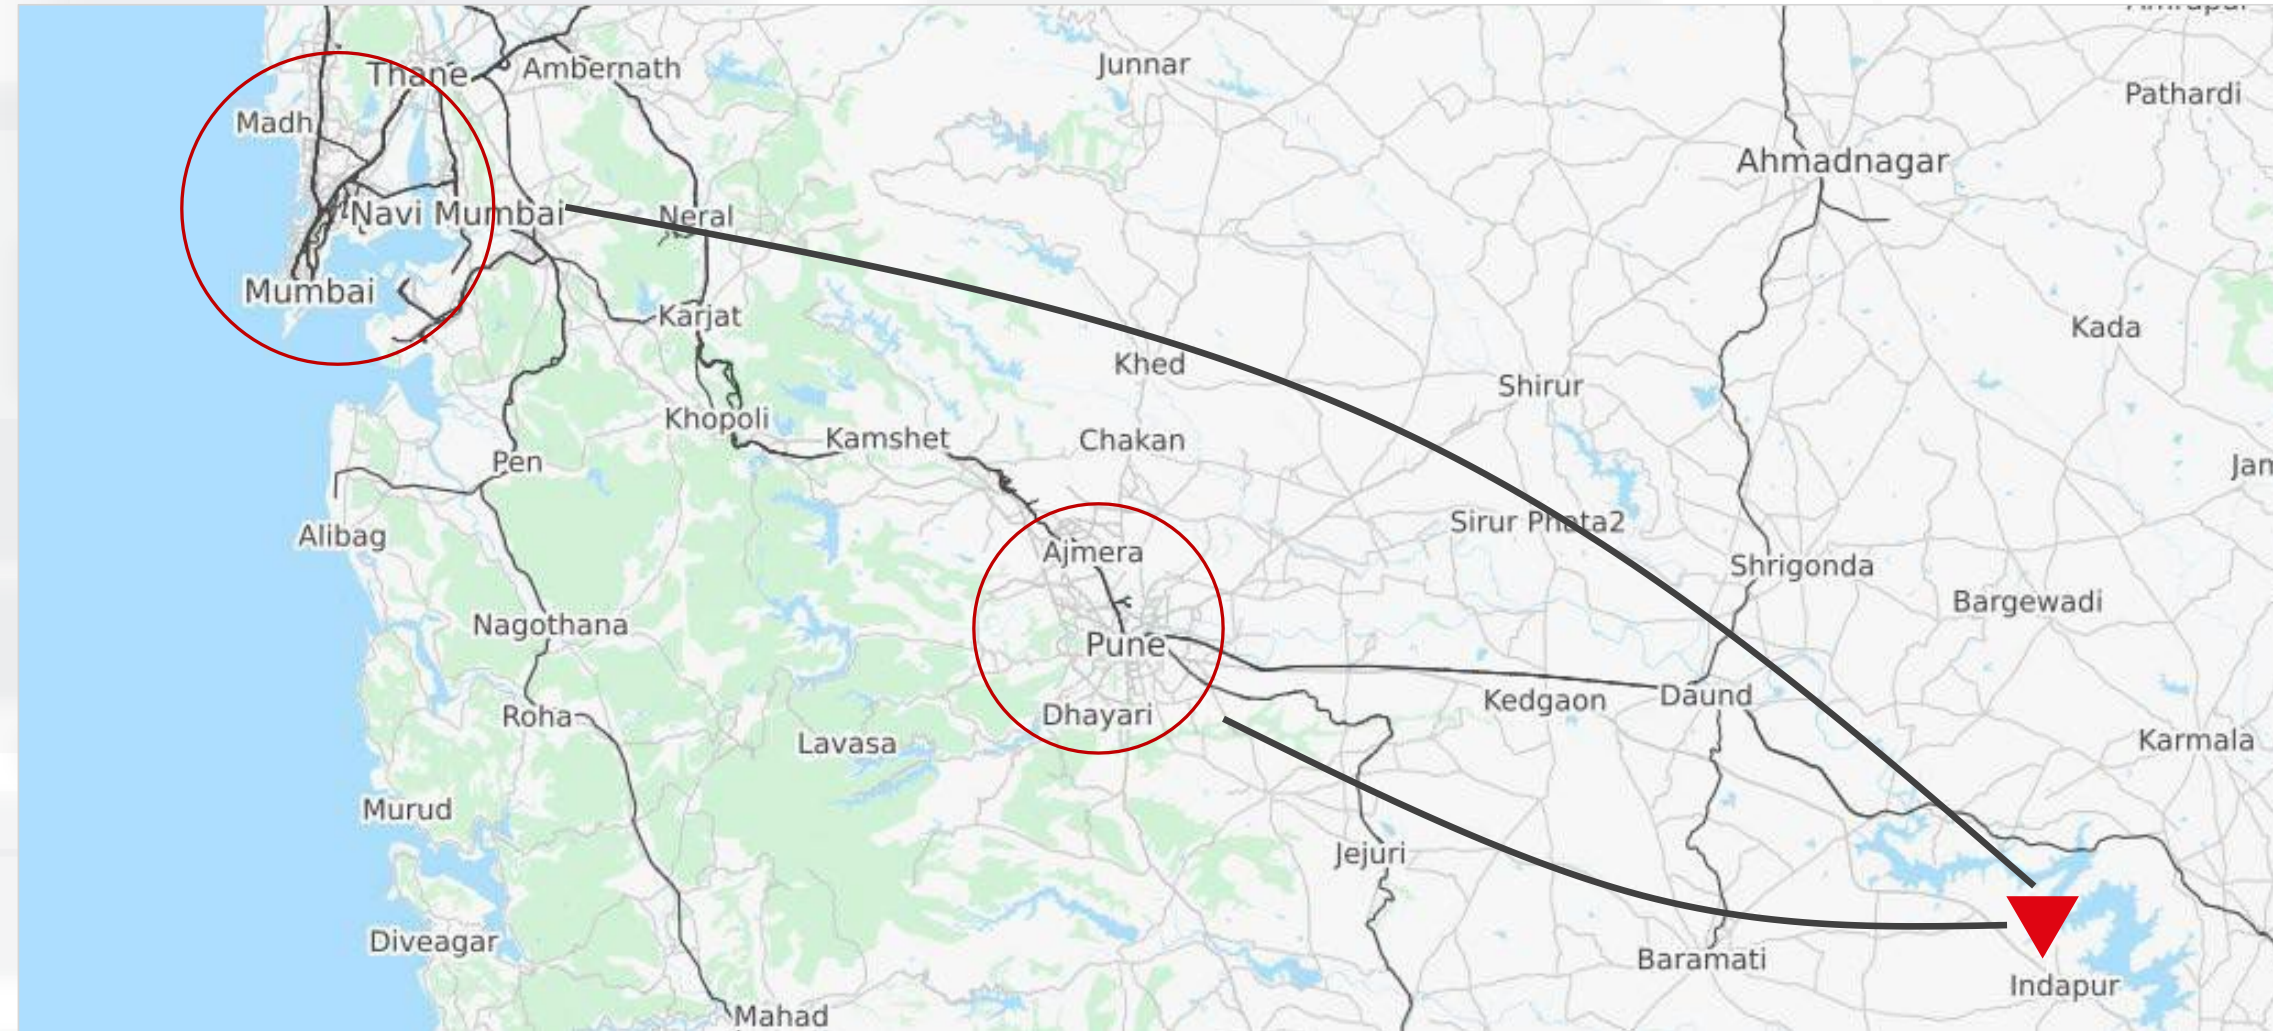 Thane
Ambernath
Junnar
Pathardi
Madh
Ahmadnagar
Navi Mumbai
Neral
Mumbai
Karjat
Kada
Khed
Shirur
Khopoli
Kamshet
Chakan
Pen
Sirur Phata2
Alibag
Ajmera
Shrigonda
Bargewadi
Nagothana
Pune
Kedgaon
Daund
Roha
Dhayari
Lavasa
Karmala
Murud
Jejuri
Diveagar
Baramati
Indapur
Mahad